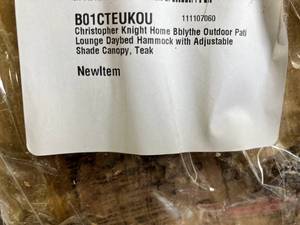 B01CTEUKOU 111107060
Christopher Knight Home Bblythe Outdoor Pati
Lounge Daybed Hammock with Adjustable
Shade Canopy, Teak
NewItem